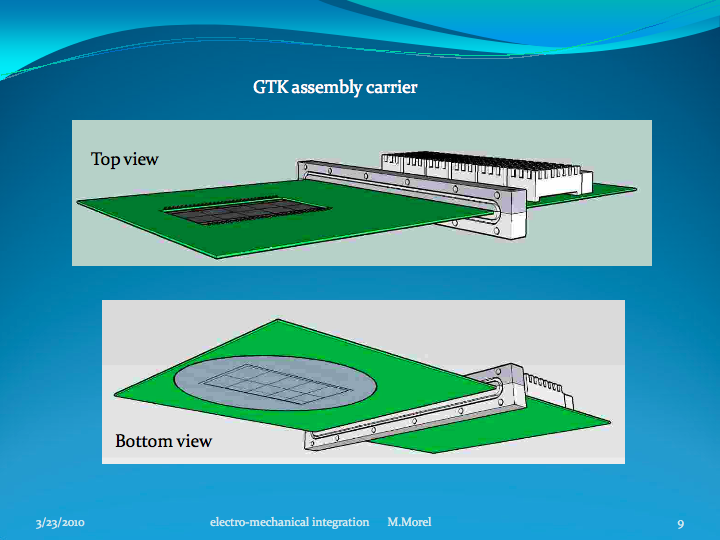 GTK assembly carrier
Top view
Bottom view
3/23/2010 electro-mechanical integration M.Morel 9